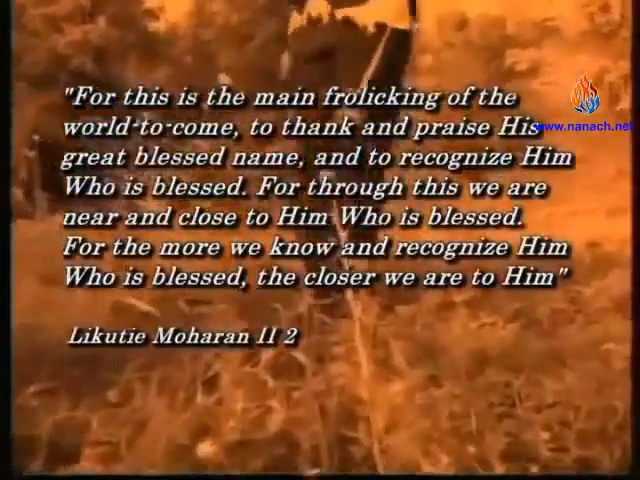 "For this is the main frolicking of the
world-to-come, to thank and praise His
www.nanach.net
great blessed name, and to recognize Him
Who is blessed. For through this we are
near and close to Him Who is blessed.
For the more we know and recognize Him
Who is blessed, the closer we are to Him"
Likutie Moharan II 2